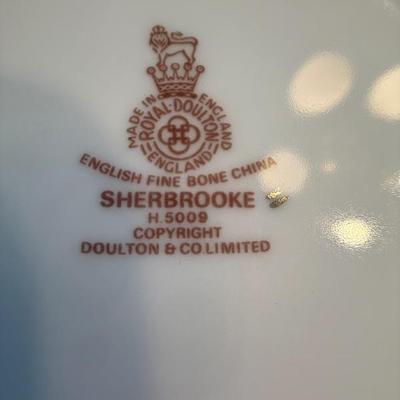 MADE IN ENGLAND
ROYAL-DOULTON
ENGLAND
ENGLISH FINE BONE CHINA
SHERBROOKE
H.5009
COPYRIGHT
DOULTON & CO.LIMITED